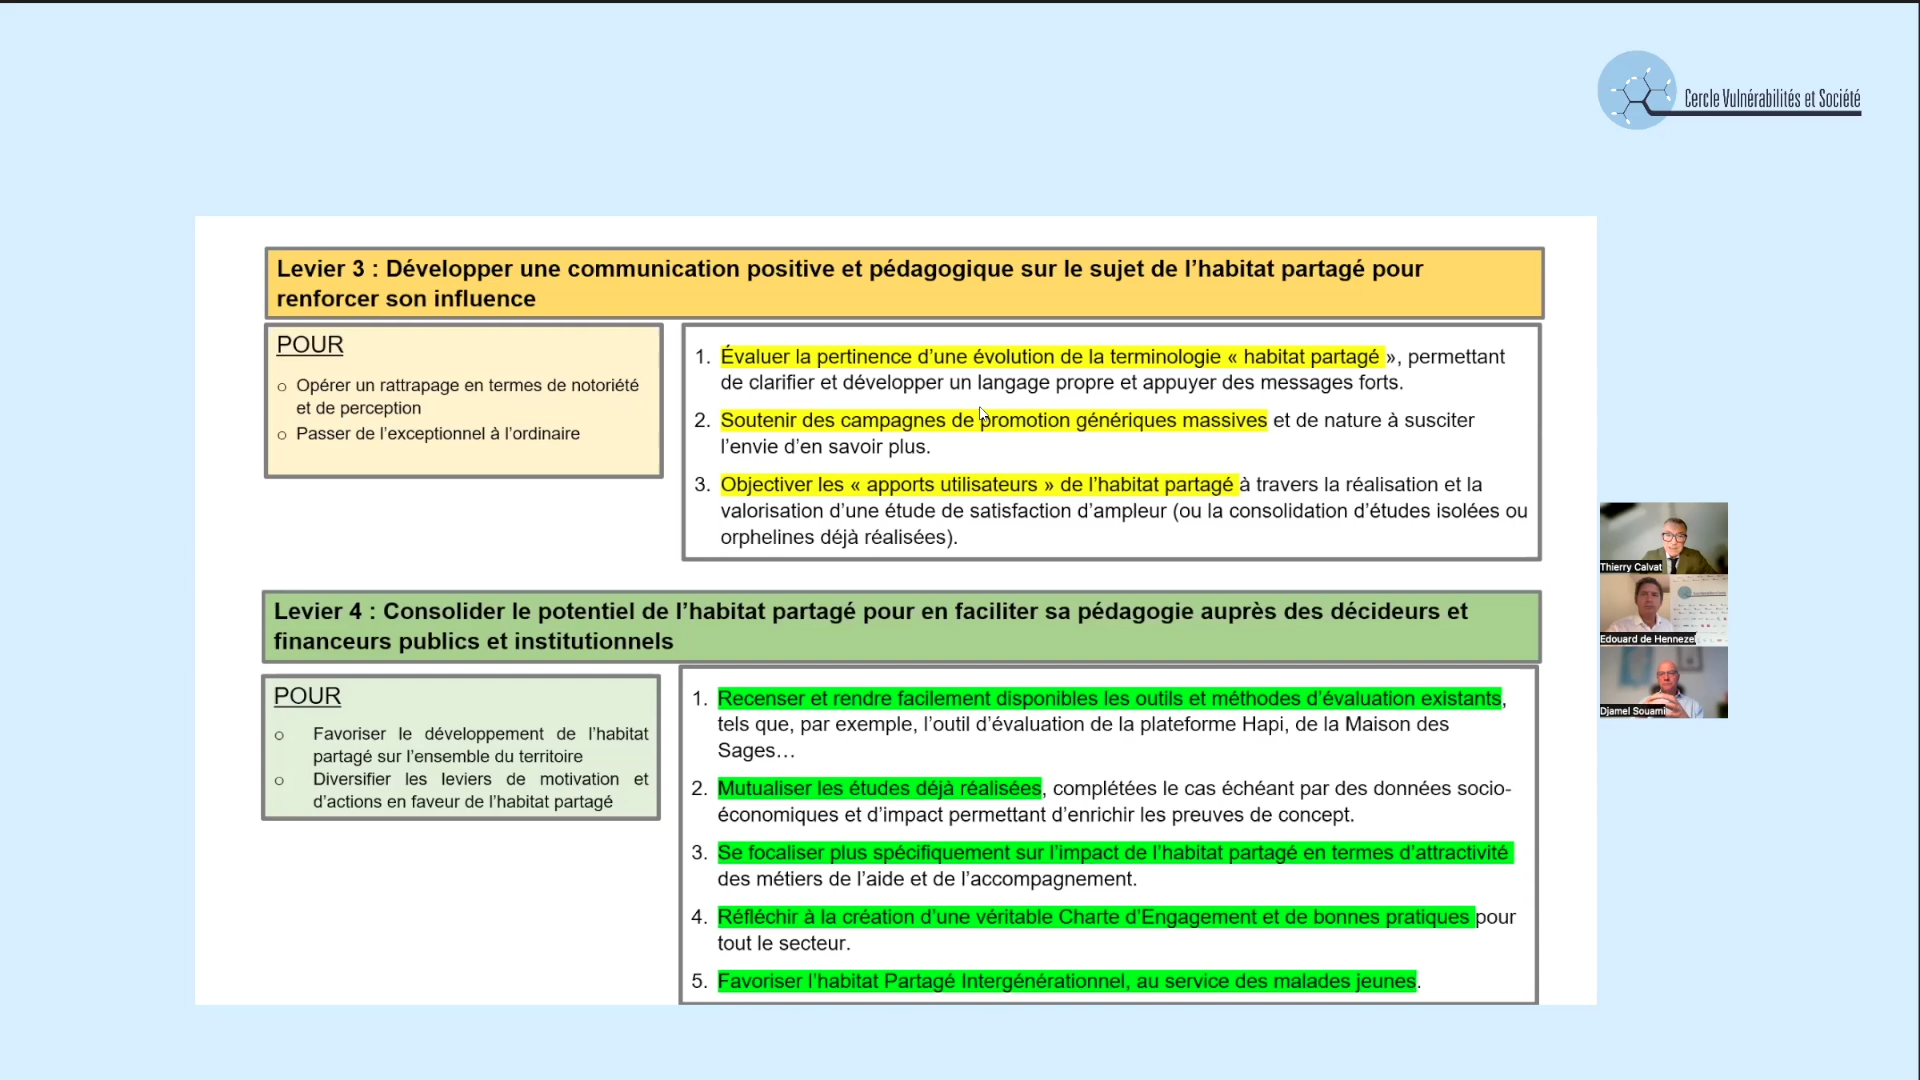 Cercle Vulnérabilités et Société
Levier 3 : Développer une communication positive et pédagogique sur le sujet de l’habitat partagé pour
renforcer son influence
POUR
o Opérer un rattrapage en termes de notoriété
et de perception
o Passer de l’exceptionnel à l’ordinaire
1. Évaluer la pertinence d’une évolution de la terminologie « habitat partagé », permettant
de clarifier et développer un langage propre et appuyer des messages forts.
2. Soutenir des campagnes de promotion génériques massives et de nature à susciter
l’envie d’en savoir plus.
3. Objectiver les « apports utilisateurs » de l’habitat partagé à travers la réalisation et la
valorisation d’une étude de satisfaction d’ampleur (ou la consolidation d’études isolées ou
orphelines déjà réalisées).
Levier 4 : Consolider le potentiel de l’habitat partagé pour en faciliter sa pédagogie auprès des décideurs et
financeurs publics et institutionnels
POUR
o Favoriser le développement de l’habitat
partagé sur l’ensemble du territoire
o Diversifier les leviers de motivation et
d’actions en faveur de l’habitat partagé
1. Recenser et rendre facilement disponibles les outils et méthodes d’évaluation existants,
tels que, par exemple, l’outil d’évaluation de la plateforme Hapi, de la Maison des
Sages…
2. Mutualiser les études déjà réalisées, complétées le cas échéant par des données socio-
économiques et d’impact permettant d’enrichir les preuves de concept.
3. Se focaliser plus spécifiquement sur l’impact de l’habitat partagé en termes d’attractivité
des métiers de l’aide et de l’accompagnement.
4. Réfléchir à la création d’une véritable Charte d’Engagement et de bonnes pratiques pour
tout le secteur.
5. Favoriser l’habitat Partagé Intergénérationnel, au service des malades jeunes.
Thierry Calvat
Edouard de Hennezel
Djamel Souami